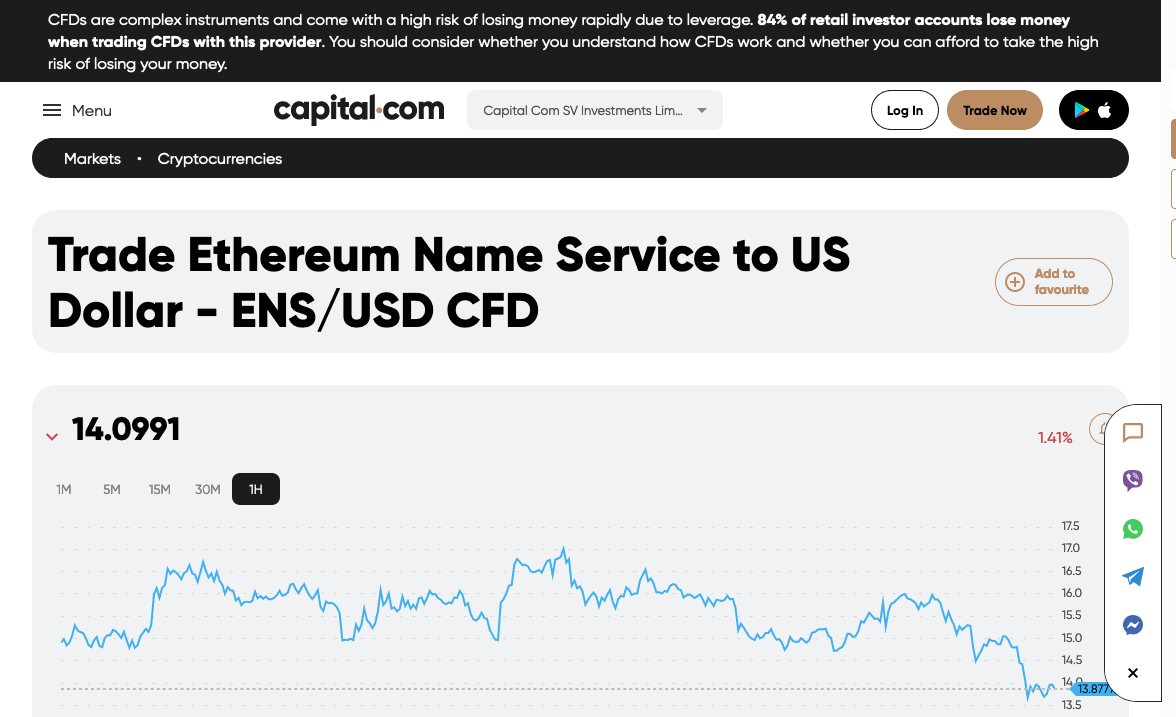 CFDs are complex instruments and come with a high risk of losing money rapidly due to leverage. 84% of retail investor accounts lose money
when trading CFDs with this provider. You should consider whether you understand how CFDs work and whether you can afford to take the high
risk of losing your money.
Menu
capital.com
Capital Com SV Investments Lim...
Log In
Trade Now
Markets • Cryptocurrencies
Trade Ethereum Name Service to US
Dollar - ENS/USD CFD
Add to
favourite
14.0991
1.41%
1M 5M 15M 30M 1H
17.5
17.0
16.5
16.0
15.5
15.0
14.5
14.0
13.877
13.5